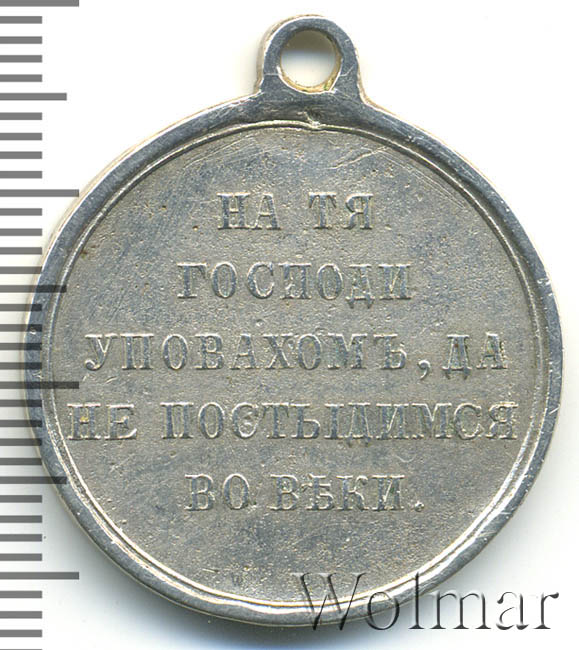 НА ТЯ
ГОСПОДИ
УПОВАХОМЪ, ДА
НЕ ПОСТЫДИМСЯ
ВО ВѢКИ.
Wolmar